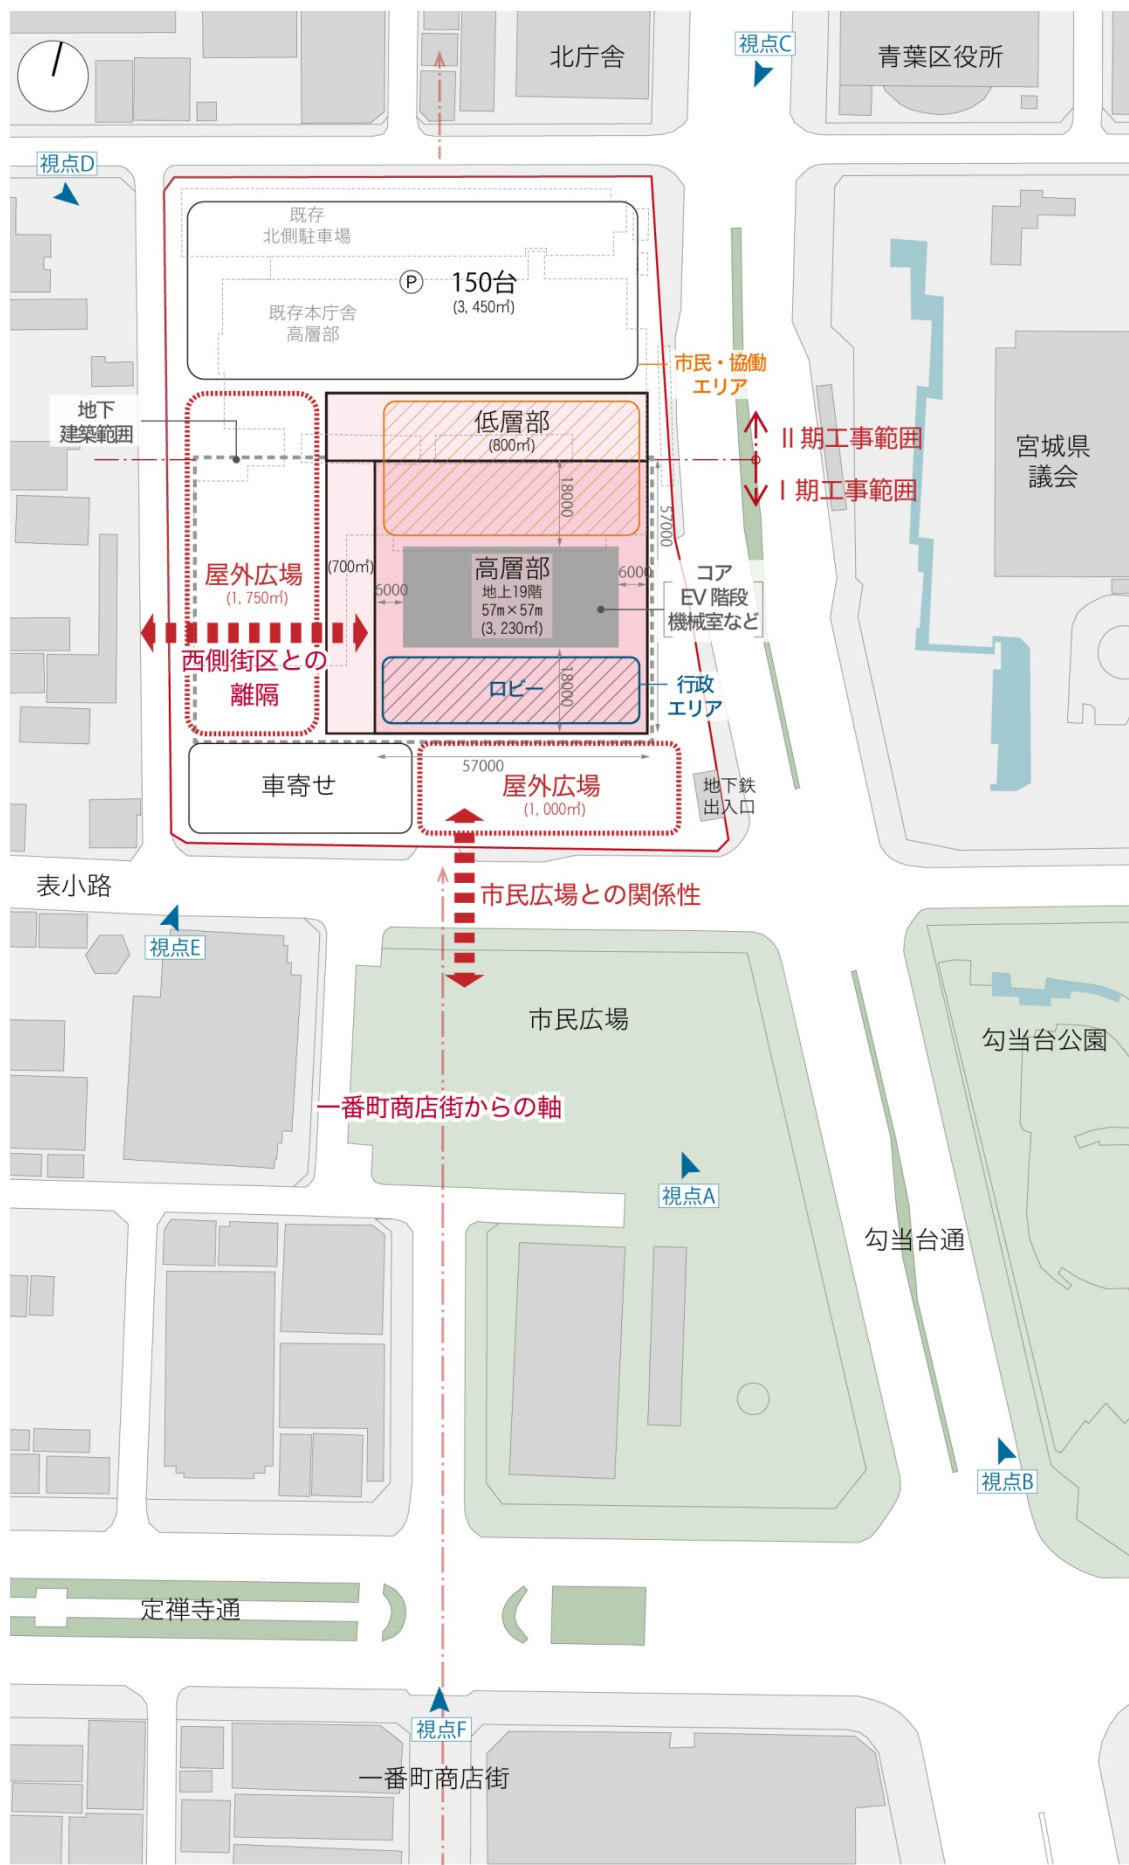 北庁舎
視点C
青葉区役所
視点D
既存
北側駐車場
P 150台
(3, 450㎡)
既存本庁舎
高層部
市民・協働
エリア
地下
建築範囲
低層部
(800㎡)
Ⅱ期工事範囲
Ⅰ期工事範囲
宮城県
議会
18000
57000
屋外広場
(1, 750㎡)
(700㎡)
高層部
地上19階
57m×57m
(3, 230㎡)
6000
6000
コア
EV 階段
機械室など
西側街区との
離隔
ロビー
18000
行政
エリア
57000
車寄せ
屋外広場
(1, 000㎡)
地下鉄
出入口
表小路
市民広場との関係性
視点E
市民広場
勾当台公園
一番町商店街からの軸
視点A
勾当台通
視点B
定禅寺通
視点F
一番町商店街